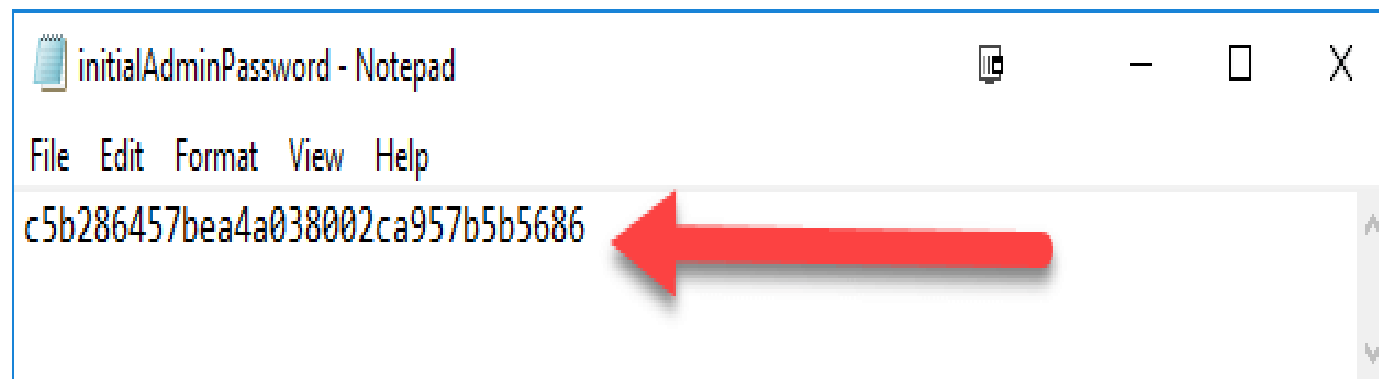 initialAdminPassword - Notepad
File Edit Format View Help
c5b286457bea4a038002ca957b5b5686